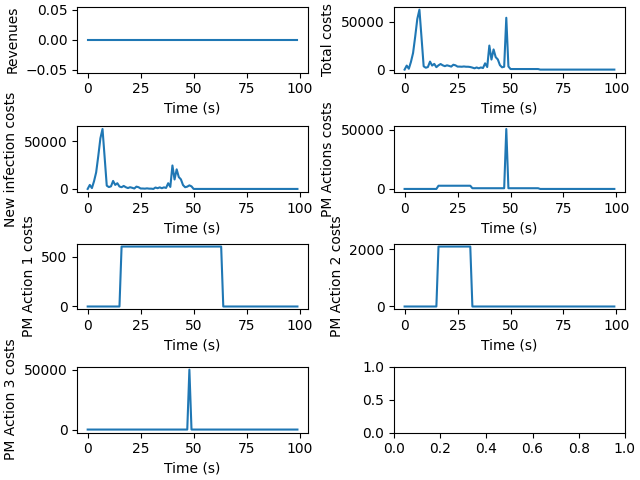 Revenues
0.05
0.00
−0.05
0 25 50 75 100
Time (s)
Total costs
50000
0
0 25 50 75 100
Time (s)
New infection costs
50000
0
0 25 50 75 100
Time (s)
PM Actions costs
50000
0
0 25 50 75 100
Time (s)
PM Action 1 costs
500
0
0 25 50 75 100
Time (s)
PM Action 2 costs
2000
0
0 25 50 75 100
Time (s)
PM Action 3 costs
50000
0
0 25 50 75 100
Time (s)
1.0
0.5
0.0
0.0 0.2 0.4 0.6 0.8 1.0